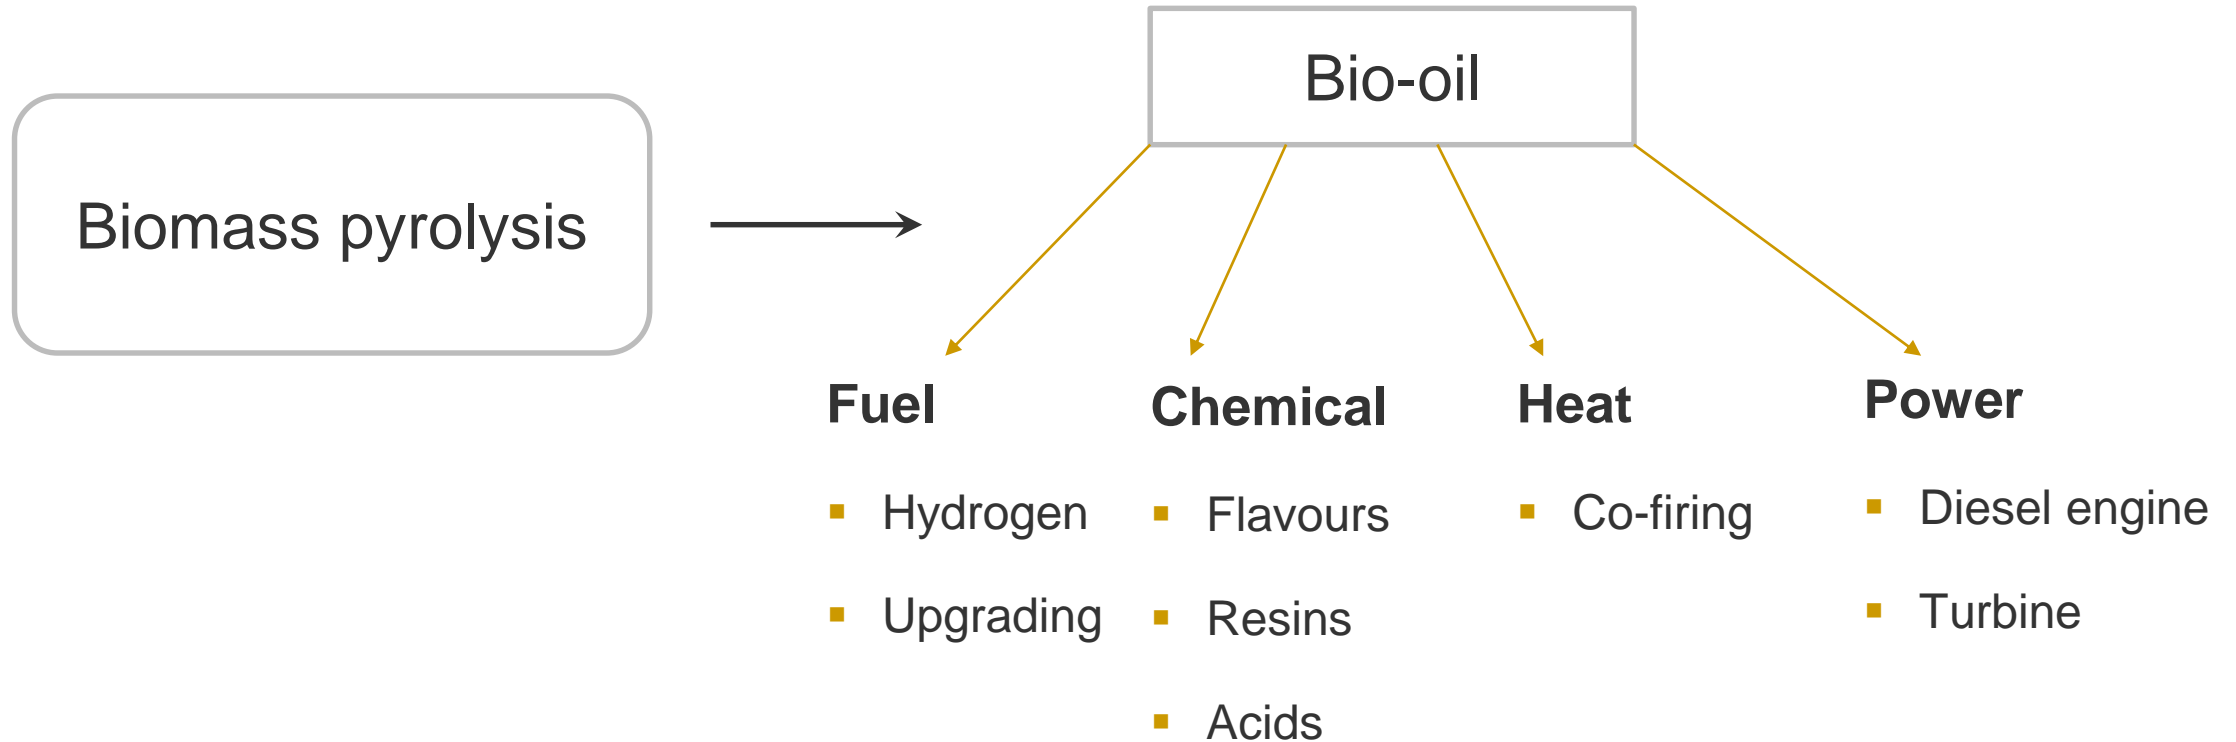 Bio-oil
Biomass pyrolysis
Fuel
Hydrogen
Upgrading
Chemical
Flavours
Resins
Acids
Heat
Co-firing
Power
Diesel engine
Turbine